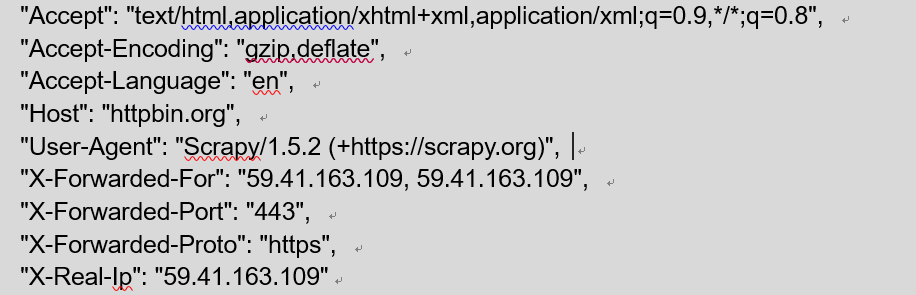 "Accept": "text/html,application/xhtml+xml,application/xml;q=0.9,*/*;q=0.8",
"Accept-Encoding": "gzip,deflate",
"Accept-Language": "en",
"Host": "httpbin.org",
"User-Agent": "Scrapy/1.5.2 (+https://scrapy.org)",
"X-Forwarded-For": "59.41.163.109, 59.41.163.109",
"X-Forwarded-Port": "443",
"X-Forwarded-Proto": "https",
"X-Real-Ip": "59.41.163.109"